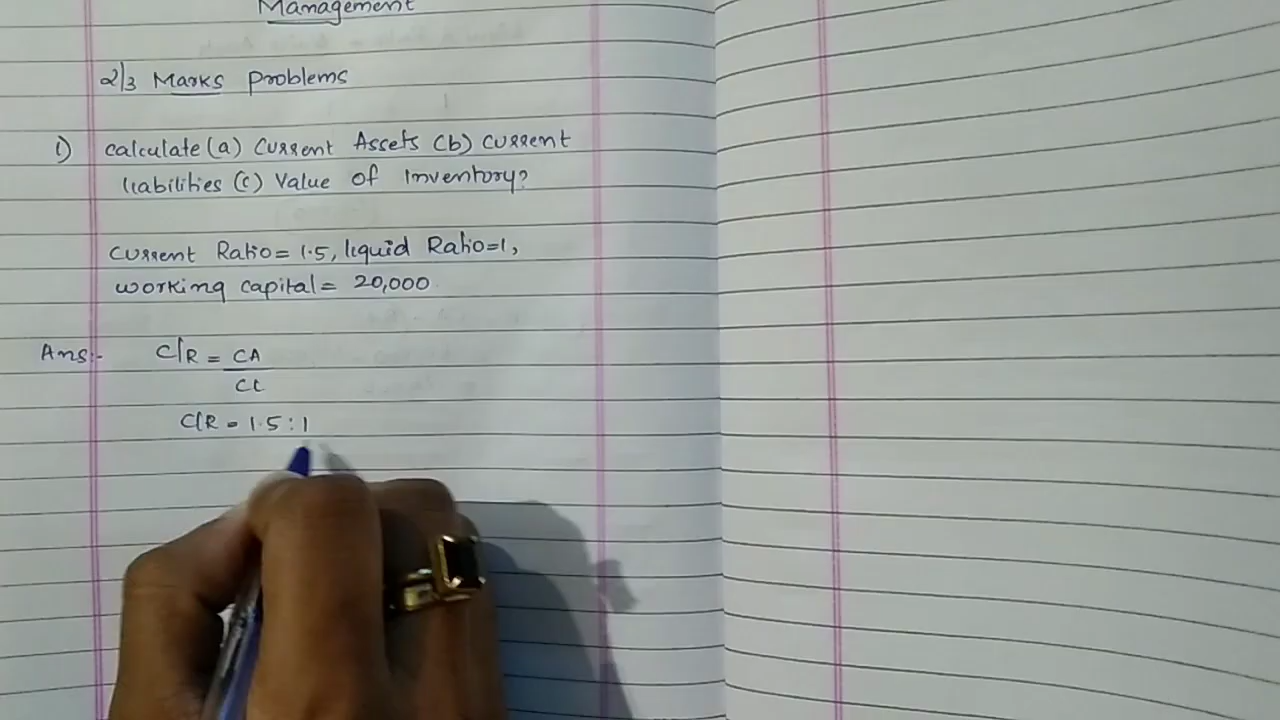 Management
2/3 Marks Problems
1) Calculate (a) Current Assets (b) Current
liabilities (c) Value of Inventory?
Current Ratio = 1.5, liquid Ratio = 1,
working capital = 20,000.
Ans:- C/R = CA
CL
C/R = 1.5 : 1